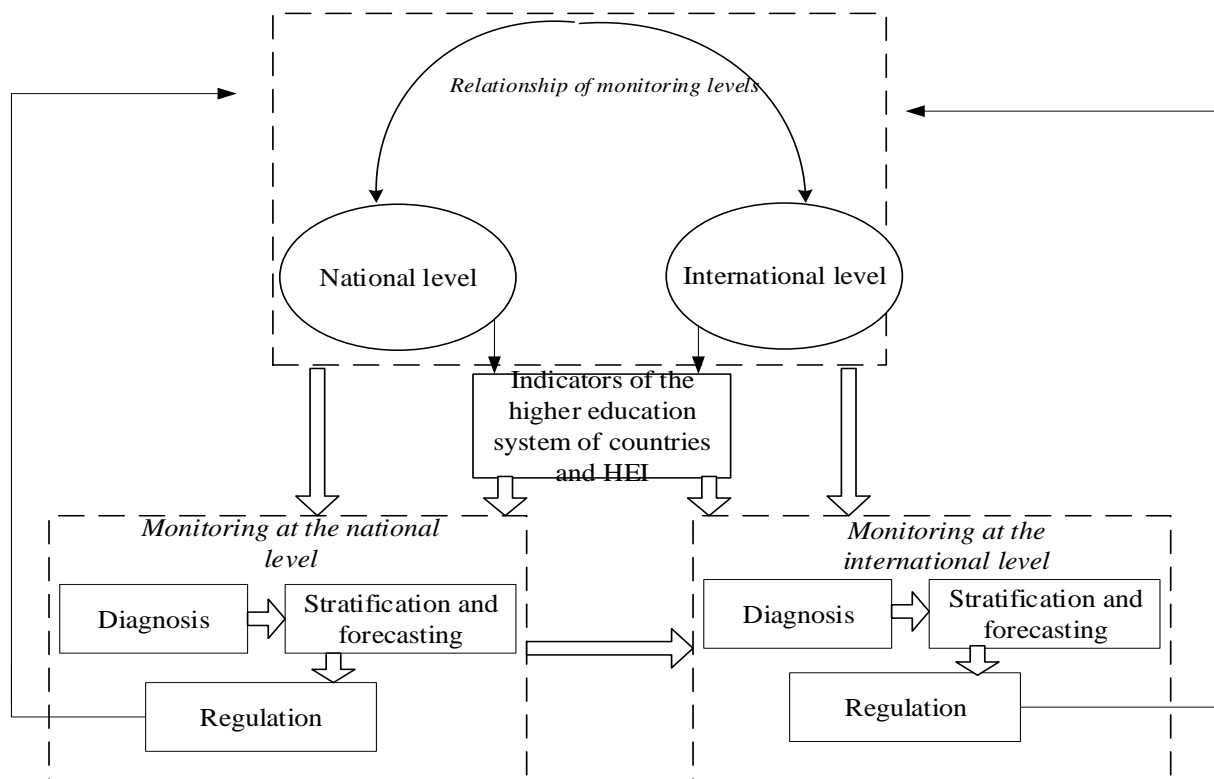 Relationship of monitoring levels
National level
International level
Indicators of the
higher education
system of countries
and HEI
Monitoring at the national
level
Diagnosis
Stratification and
forecasting
Regulation
Monitoring at the
international level
Diagnosis
Stratification and
forecasting
Regulation